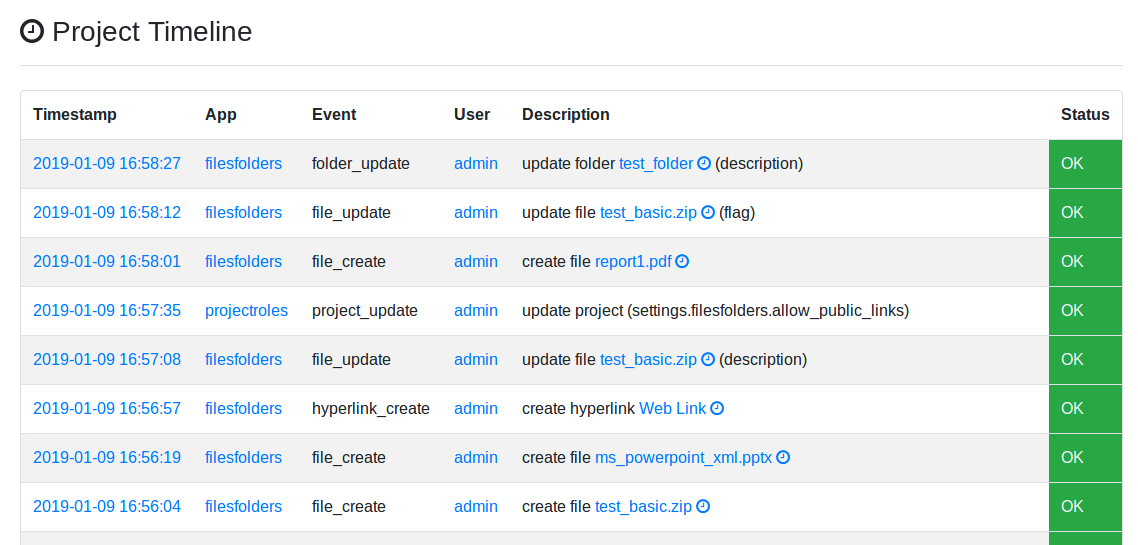 Project Timeline
Timestamp App Event User Description Status
2019-01-09 16:58:27 filesfolders folder_update admin update folder test_folder (description) OK
2019-01-09 16:58:12 filesfolders file_update admin update file test_basic.zip (flag) OK
2019-01-09 16:58:01 filesfolders file_create admin create file report1.pdf OK
2019-01-09 16:57:35 projectroles project_update admin update project (settings.filesfolders.allow_public_links) OK
2019-01-09 16:57:08 filesfolders file_update admin update file test_basic.zip (description) OK
2019-01-09 16:56:57 filesfolders hyperlink_create admin create hyperlink Web Link OK
2019-01-09 16:56:19 filesfolders file_create admin create file ms_powerpoint_xml.pptx OK
2019-01-09 16:56:04 filesfolders file_create admin create file test_basic.zip OK